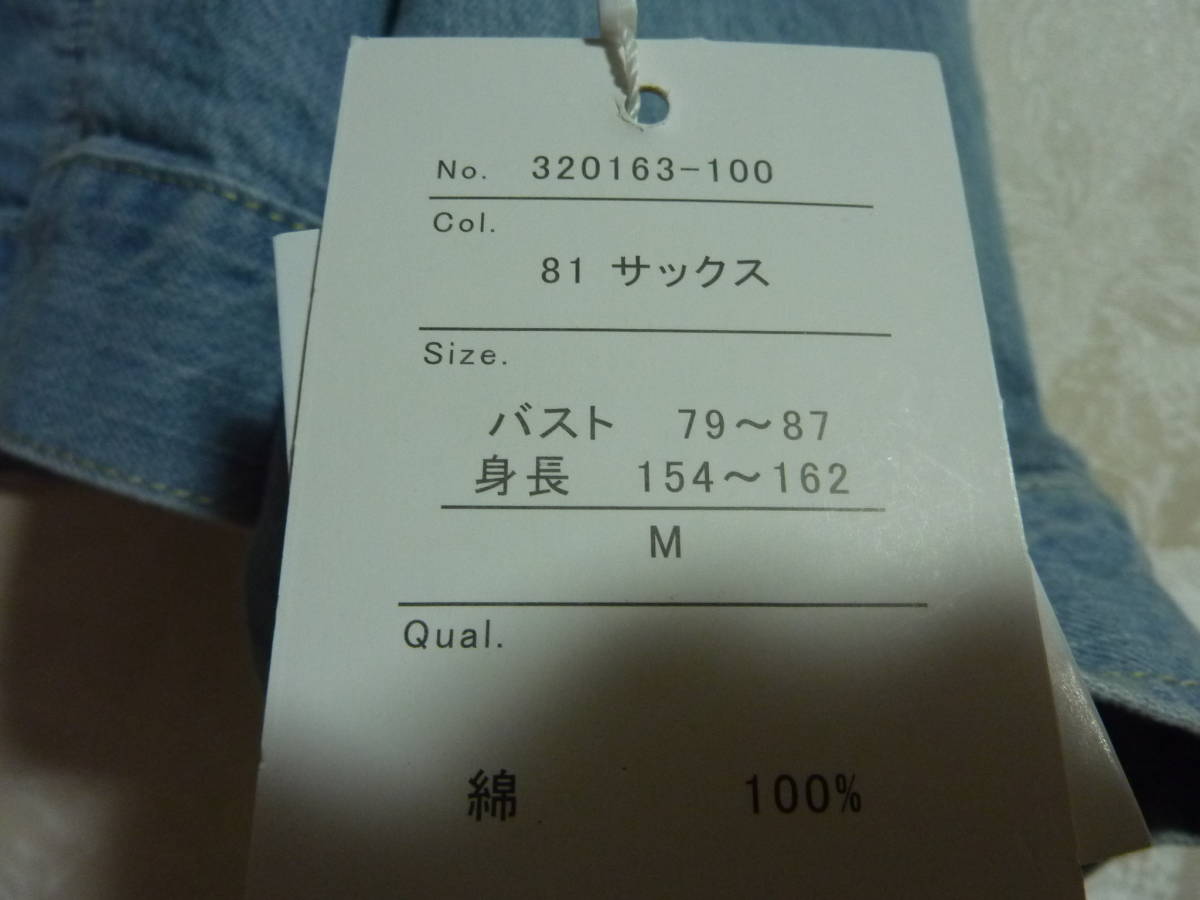 No. 320163-100
Col.
81 サックス
Size.
バスト 79～87
身長 154～162
M
Qual.
綿 100%